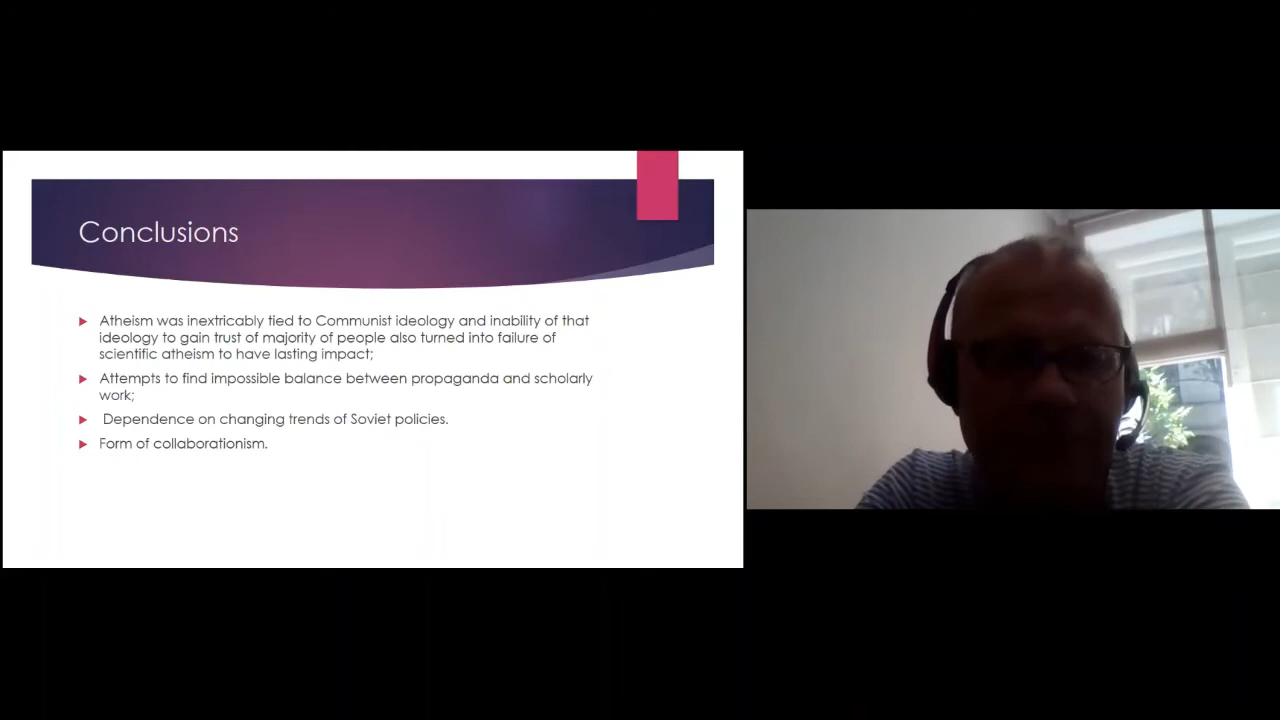 Conclusions
Atheism was inextricably tied to Communist ideology and inability of that
ideology to gain trust of majority of people also turned into failure of
scientific atheism to have lasting impact;
Attempts to find impossible balance between propaganda and scholarly
work;
Dependence on changing trends of Soviet policies.
Form of collaborationism.